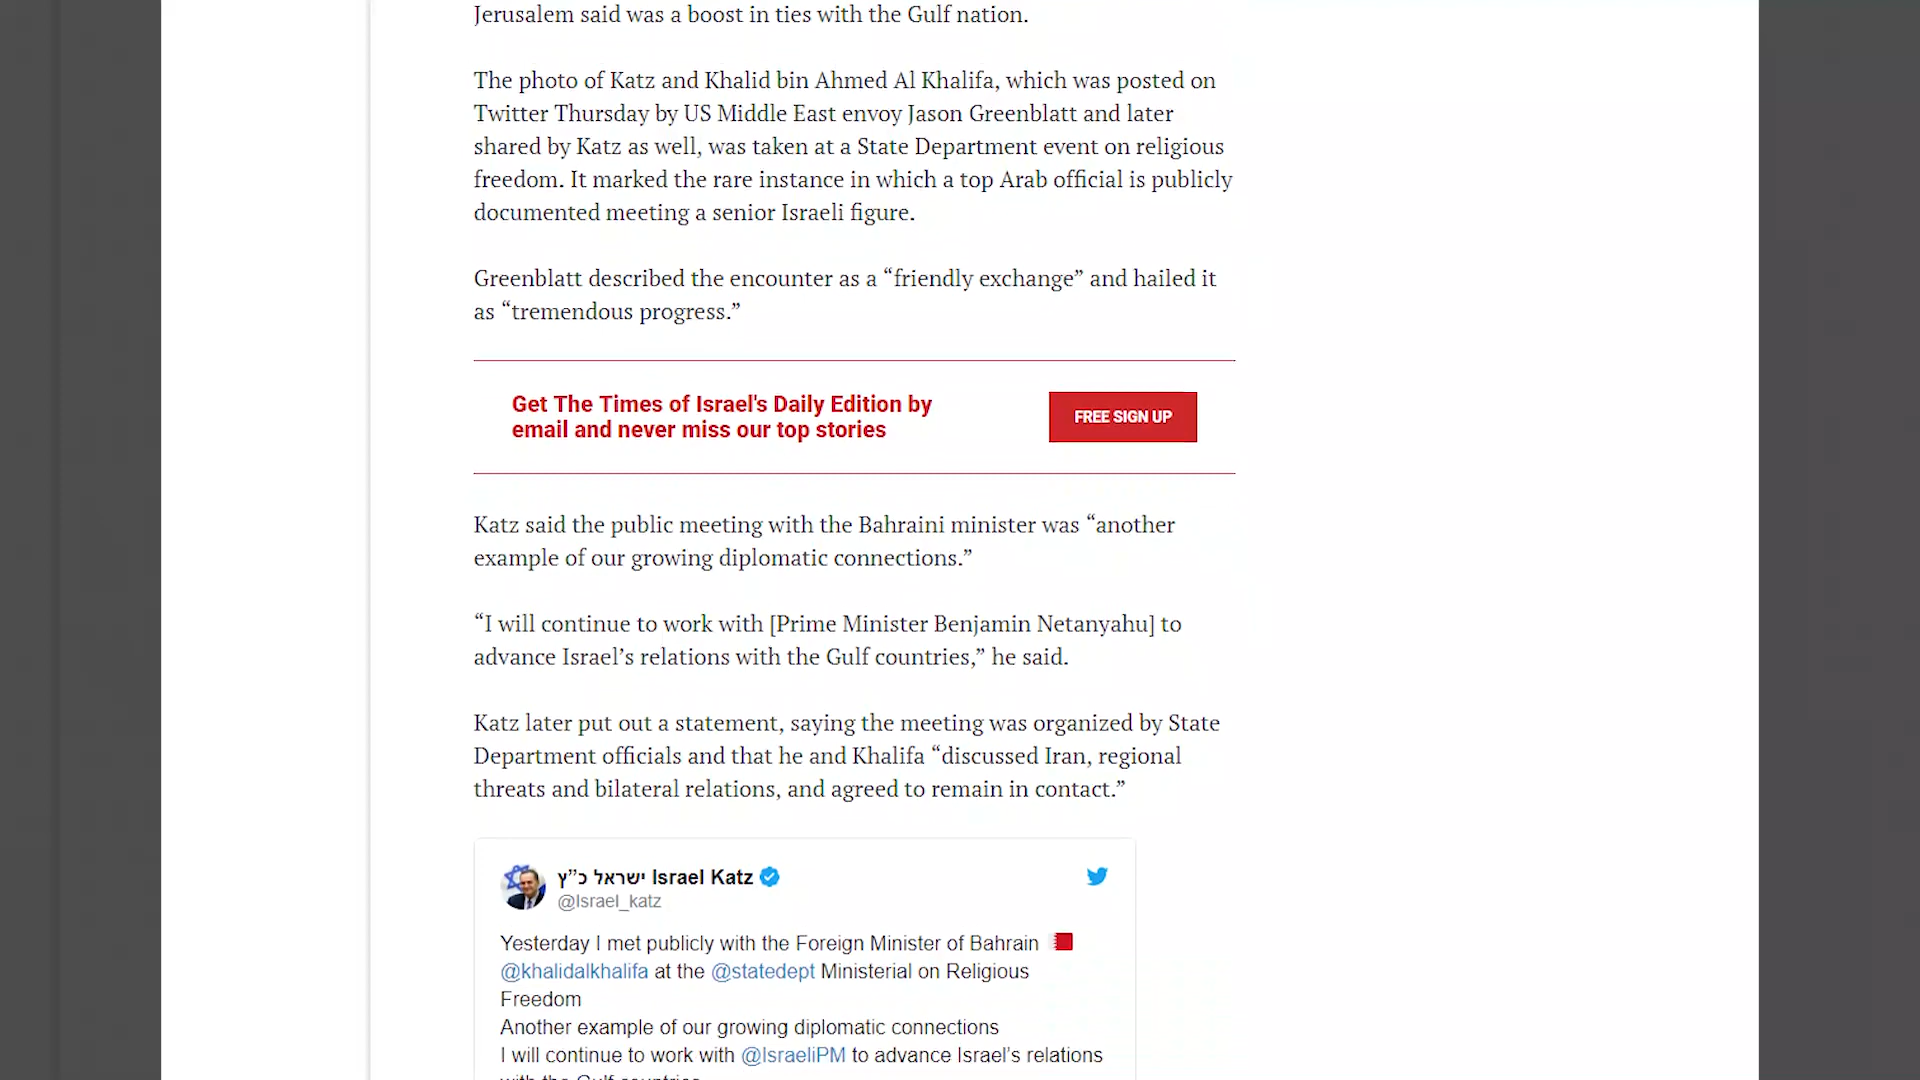 Jerusalem said was a boost in ties with the Gulf nation.
The photo of Katz and Khalid bin Ahmed Al Khalifa, which was posted on
Twitter Thursday by US Middle East envoy Jason Greenblatt and later
shared by Katz as well, was taken at a State Department event on religious
freedom. It marked the rare instance in which a top Arab official is publicly
documented meeting a senior Israeli figure.
Greenblatt described the encounter as a “friendly exchange” and hailed it
as “tremendous progress.”
Get The Times of Israel's Daily Edition by
email and never miss our top stories
FREE SIGN UP
Katz said the public meeting with the Bahraini minister was “another
example of our growing diplomatic connections.”
“I will continue to work with [Prime Minister Benjamin Netanyahu] to
advance Israel’s relations with the Gulf countries,” he said.
Katz later put out a statement, saying the meeting was organized by State
Department officials and that he and Khalifa “discussed Iran, regional
threats and bilateral relations, and agreed to remain in contact.”
ישראל כ”ץ Israel Katz
@Israel_katz
Yesterday I met publicly with the Foreign Minister of Bahrain
@khalidalkhalifa at the @statedept Ministerial on Religious
Freedom
Another example of our growing diplomatic connections
I will continue to work with @IsraeliPM to advance Israel's relations
with the Gulf countries